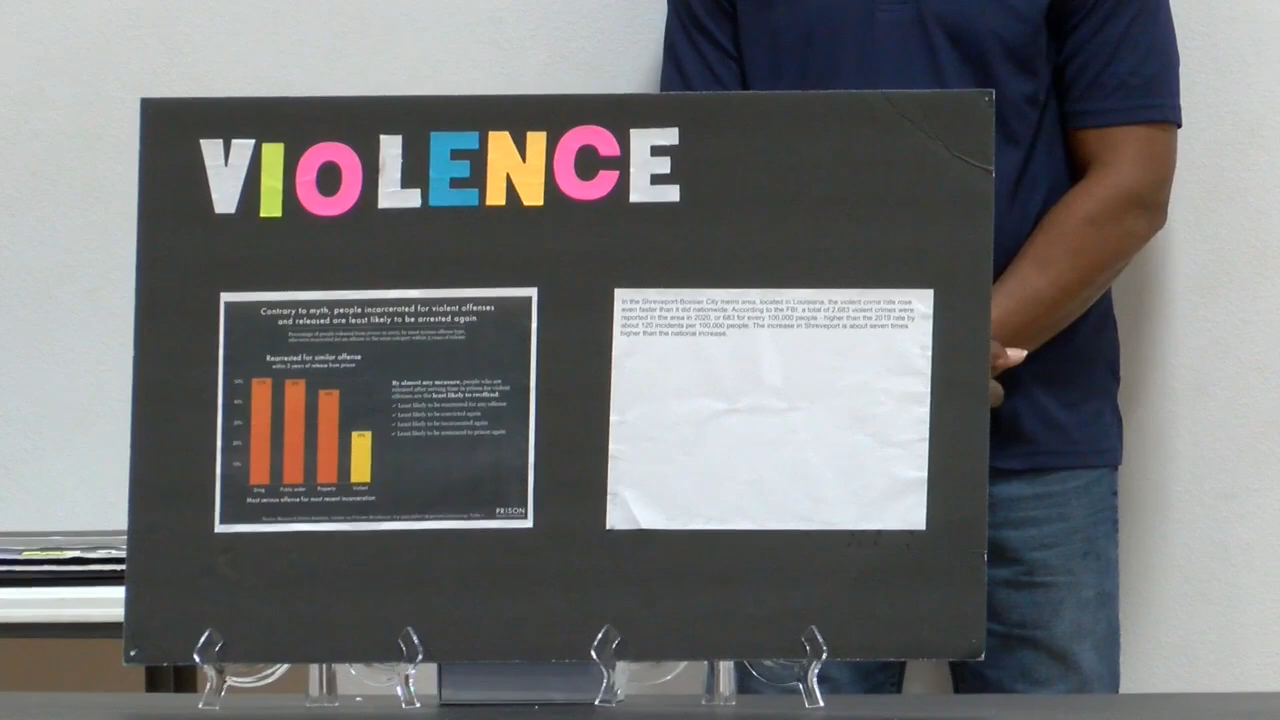 VIOLENCE
Contrary to myth, people incarcerated for violent offenses
and released are least likely to be arrested again
Rearrested for similar offense
within 3 years of release from prison
By almost any measure, people who are
released after serving time in prison for violent
offenses are the least likely to reoffend:
✓ Least likely to be rearrested for any offense
✓ Least likely to be convicted again
✓ Least likely to be incarcerated again
✓ Least likely to be sentenced to prison again
50%
40%
30%
20%
10%
Drug Public order Property Violent
Most serious offense for most recent incarceration
PRISON
In the Shreveport-Bossier City metro area, located in Louisiana, the violent crime rate rose
even faster than it did nationwide. According to the FBI, a total of 2,683 violent crimes were
reported in the area in 2020, or 683 for every 100,000 people - higher than the 2019 rate by
about 120 incidents per 100,000 people. The increase in Shreveport is about seven times
higher than the national increase.